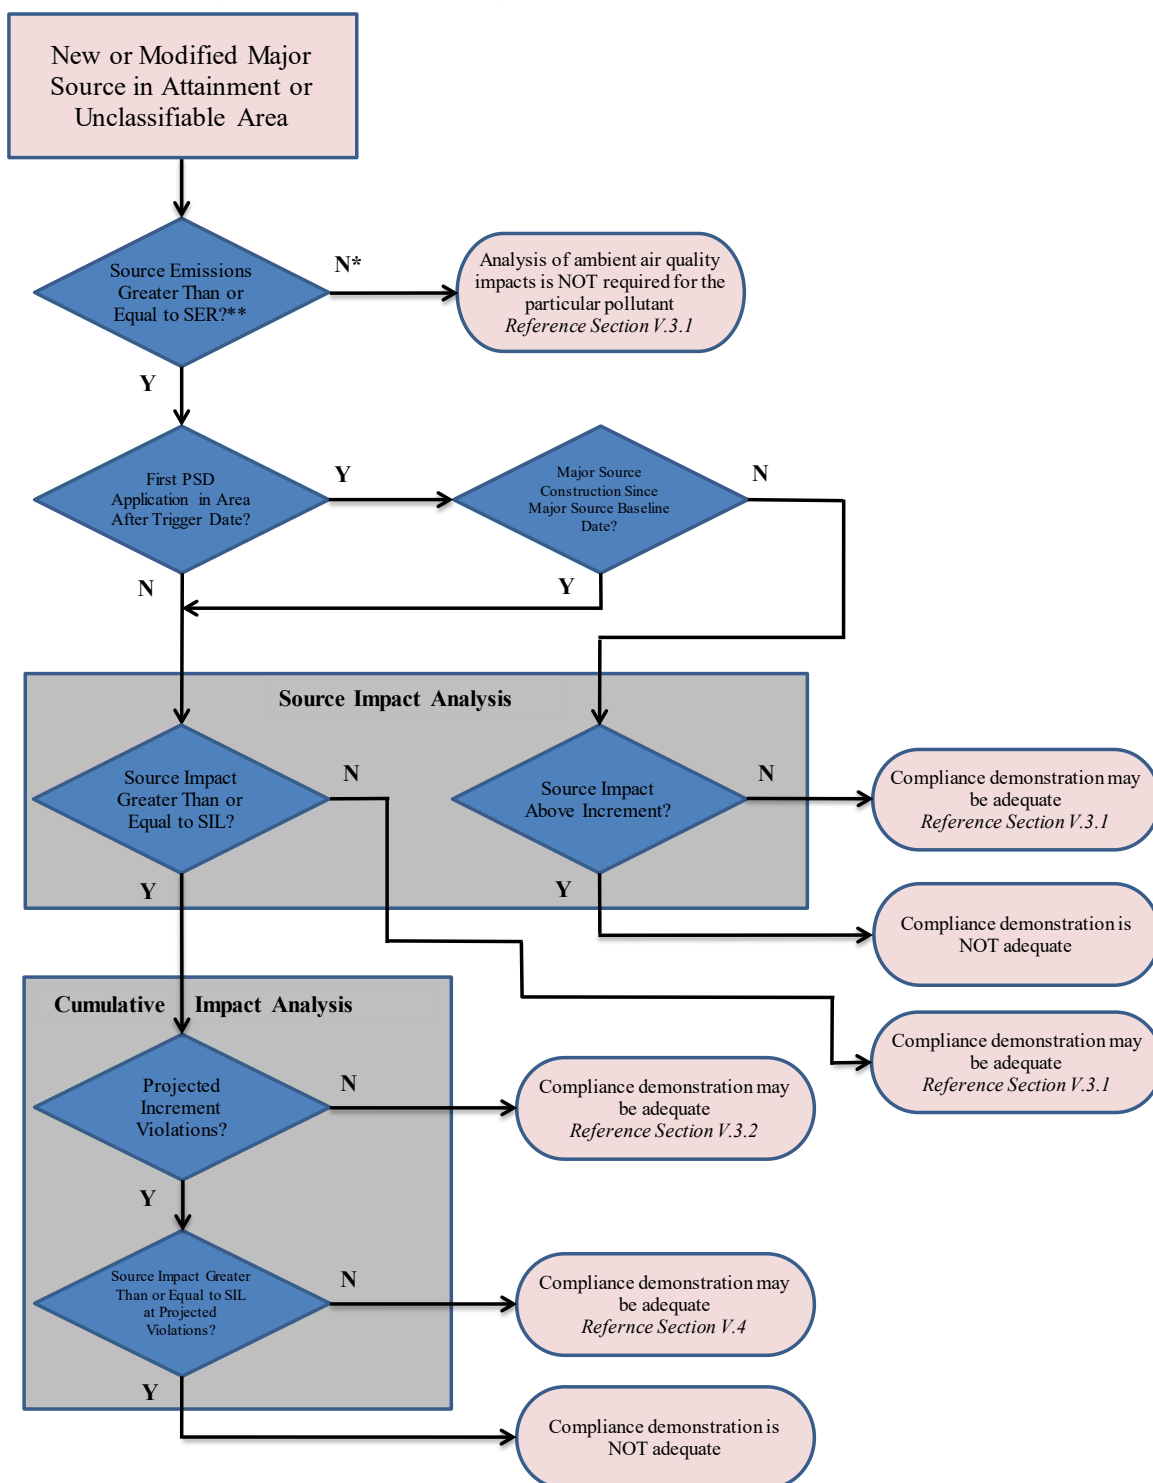 New or Modified Major
Source in Attainment or
Unclassifiable Area
Source Emissions
Greater Than or
Equal to SER?**
N*
Analysis of ambient air quality
impacts is NOT required for the
particular pollutant
Reference Section V.3.1
Y
First PSD
Application in Area
After Trigger Date?
Y
Major Source
Construction Since
Major Source Baseline
Date?
N
N
Y
Source Impact Analysis
Source Impact
Greater Than or
Equal to SIL?
N
Source Impact
Above Increment?
N
Compliance demonstration may
be adequate
Reference Section V.3.1
Y
Y
Compliance demonstration is
NOT adequate
Compliance demonstration may
be adequate
Reference Section V.3.1
Cumulative Impact Analysis
Projected
Increment
Violations?
N
Compliance demonstration may
be adequate
Reference Section V.3.2
Y
Source Impact Greater
Than or Equal to SIL
at Projected
Violations?
N
Compliance demonstration may
be adequate
Refernce Section V.4
Y
Compliance demonstration is
NOT adequate